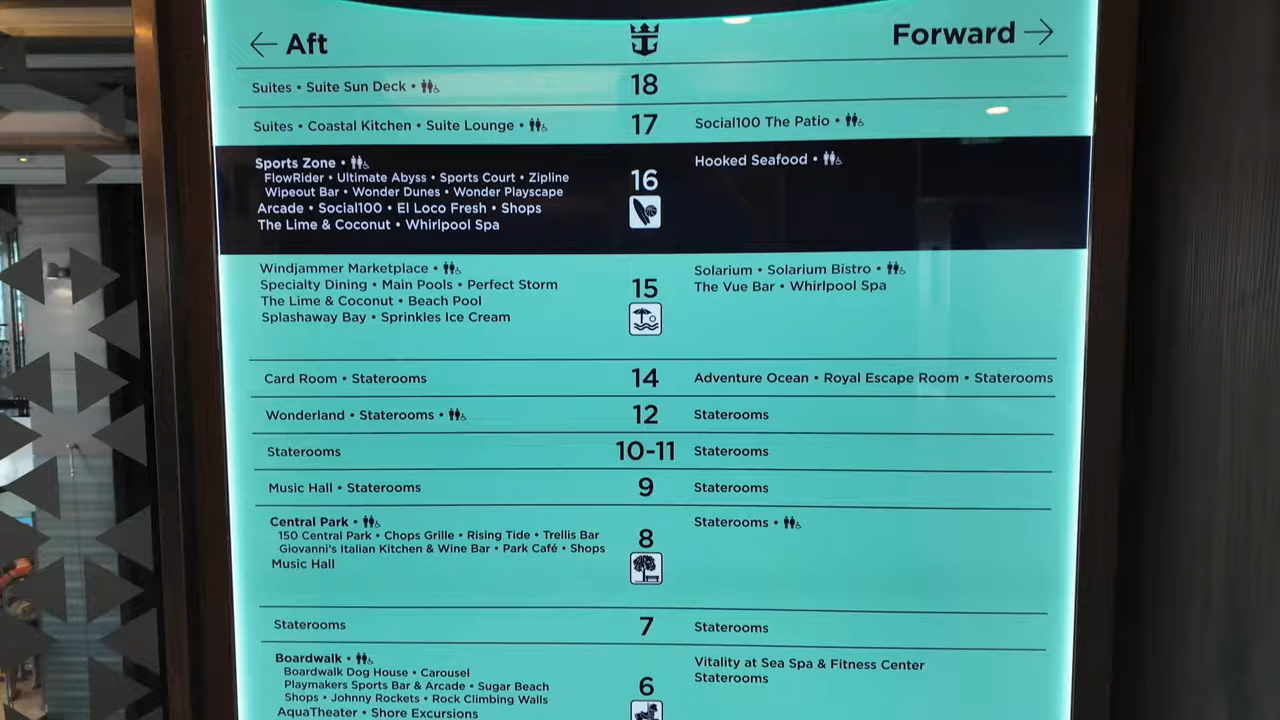 ← Aft
Forward →
Suites • Suite Sun Deck •
18
Suites • Coastal Kitchen • Suite Lounge •
17
Social100 The Patio •
Sports Zone •
FlowRider • Ultimate Abyss • Sports Court • Zipline
Wipeout Bar • Wonder Dunes • Wonder Playscape
Arcade • Social100 • El Loco Fresh • Shops
The Lime & Coconut • Whirlpool Spa
16
Hooked Seafood •
Windjammer Marketplace •
Specialty Dining • Main Pools • Perfect Storm
The Lime & Coconut • Beach Pool
Splashaway Bay • Sprinkles Ice Cream
15
Solarium • Solarium Bistro •
The Vue Bar • Whirlpool Spa
Card Room • Staterooms
14
Adventure Ocean • Royal Escape Room • Staterooms
Wonderland • Staterooms •
12
Staterooms
Staterooms
10-11
Staterooms
Music Hall • Staterooms
9
Staterooms
Central Park •
150 Central Park • Chops Grille • Rising Tide • Trellis Bar
Giovanni's Italian Kitchen & Wine Bar • Park Café • Shops
Music Hall
8
Staterooms •
Staterooms
7
Staterooms
Boardwalk •
Boardwalk Dog House • Carousel
Playmakers Sports Bar & Arcade • Sugar Beach
Shops • Johnny Rockets • Rock Climbing Walls
AquaTheater • Shore Excursions
6
Vitality at Sea Spa & Fitness Center
Staterooms